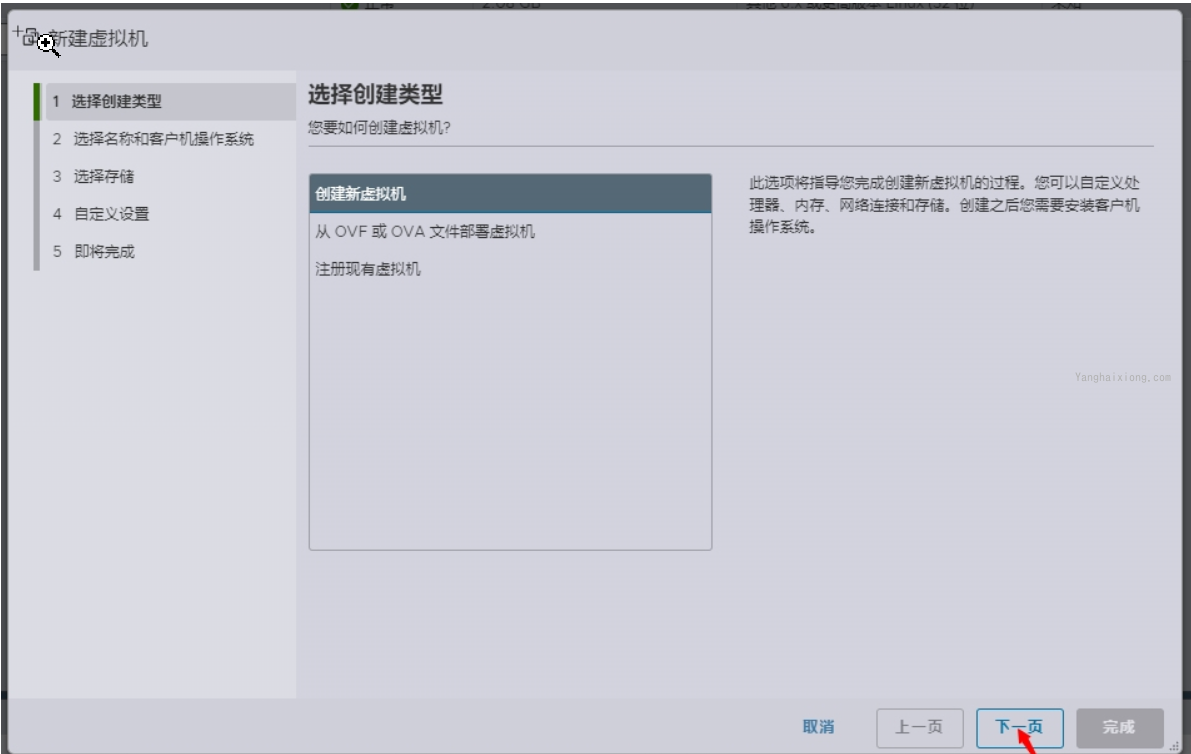 正常
2.08 GB
新建虚拟机
1 选择创建类型
2 选择名称和客户机操作系统
3 选择存储
4 自定义设置
5 即将完成
选择创建类型
您要如何创建虚拟机?
创建新虚拟机
从 OVF 或 OVA 文件部署虚拟机
注册现有虚拟机
此选项将指导您完成创建新虚拟机的过程。您可以自定义处
理器、内存、网络连接和存储。创建之后您需要安装客户机
操作系统。
Yanghaixiong.com
取消
上一页
下一页
完成